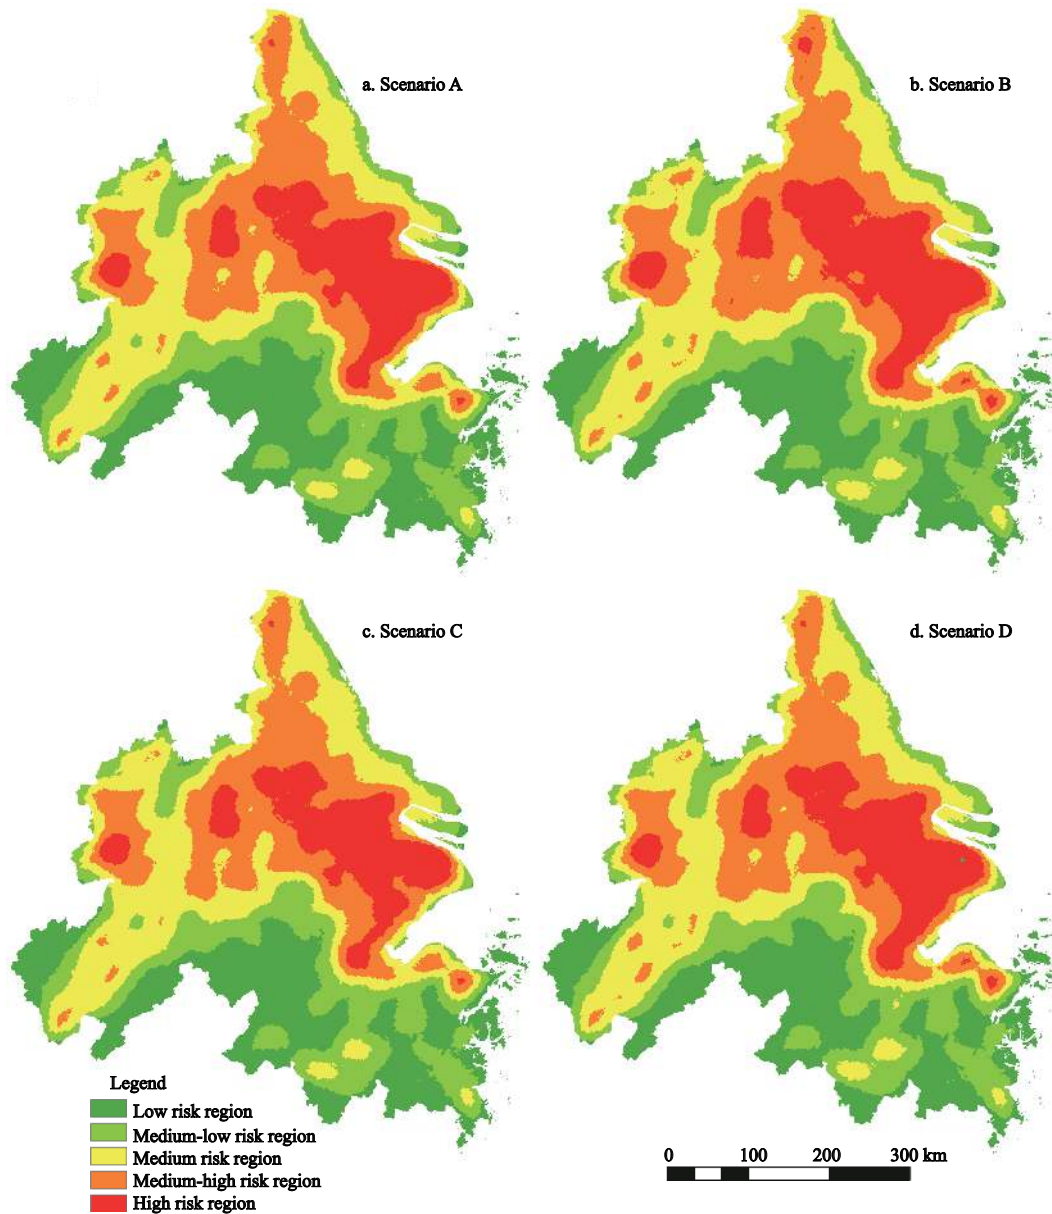 a. Scenario A
b. Scenario B
c. Scenario C
d. Scenario D
Legend
Low risk region
Medium-low risk region
Medium risk region
Medium-high risk region
High risk region
0 100 200 300 km